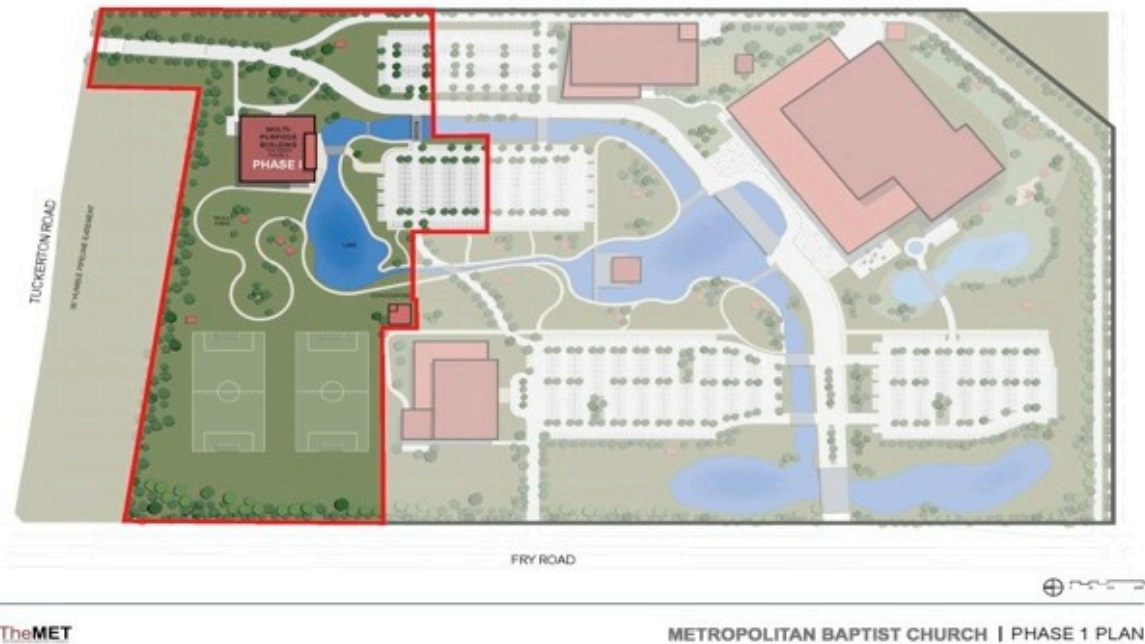 MULTI-
PURPOSE
BUILDING
PHASE I
TUCKERTON ROAD
LAKE
FRY ROAD
TheMET
METROPOLITAN BAPTIST CHURCH | PHASE 1 PLAN